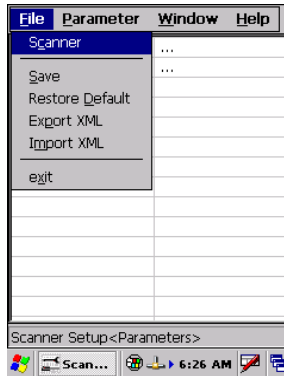 File Parameter Window Help
Scanner
...
...
Save
Restore Default
Export XML
Import XML
exit
Scanner Setup<Parameters>
Scan... 6:26 AM